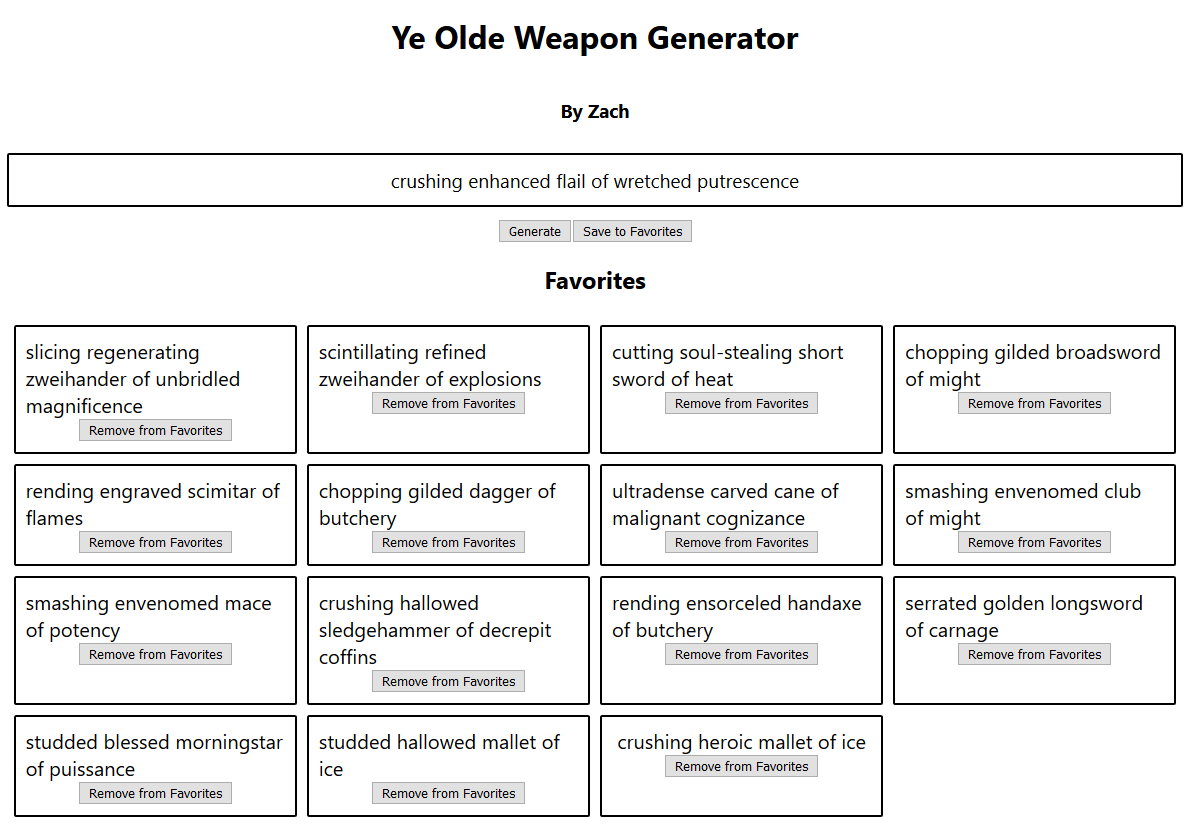 Ye Olde Weapon Generator
By Zach
crushing enhanced flail of wretched putrescence
Generate
Save to Favorites
Favorites
slicing regenerating
zweihander of unbridled
magnificence
Remove from Favorites
scintillating refined
zweihander of explosions
Remove from Favorites
cutting soul-stealing short
sword of heat
Remove from Favorites
chopping gilded broadsword
of might
Remove from Favorites
rending engraved scimitar of
flames
Remove from Favorites
chopping gilded dagger of
butchery
Remove from Favorites
ultradense carved cane of
malignant cognizance
Remove from Favorites
smashing envenomed club
of might
Remove from Favorites
smashing envenomed mace
of potency
Remove from Favorites
crushing hallowed
sledgehammer of decrepit
coffins
Remove from Favorites
rending ensorceled handaxe
of butchery
Remove from Favorites
serrated golden longsword
of carnage
Remove from Favorites
studded blessed morningstar
of puissance
Remove from Favorites
studded hallowed mallet of
ice
Remove from Favorites
crushing heroic mallet of ice
Remove from Favorites